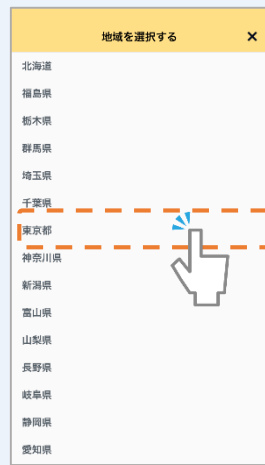 地域を選択する ×
北海道
福島県
栃木県
群馬県
埼玉県
千葉県
東京都
神奈川県
新潟県
富山県
山梨県
長野県
岐阜県
静岡県
愛知県